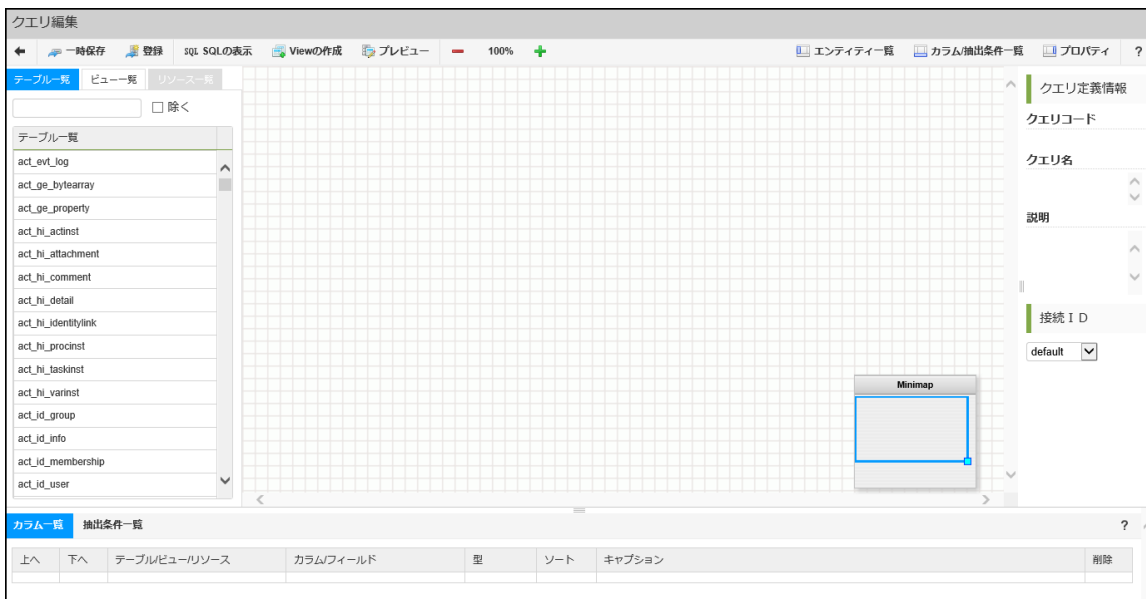 クエリ編集
一時保存 登録 SQL SQLの表示 Viewの作成 プレビュー 100% エンティティ一覧 カラム/抽出条件一覧 プロパティ ?
テーブル一覧 ビュー一覧 リソース一覧
除く
テーブル一覧
act_evt_log
act_ge_bytearray
act_ge_property
act_hi_actinst
act_hi_attachment
act_hi_comment
act_hi_detail
act_hi_identitylink
act_hi_procinst
act_hi_taskinst
act_hi_varinst
act_id_group
act_id_info
act_id_membership
act_id_user
Minimap
クエリ定義情報
クエリコード
クエリ名
説明
接続ＩＤ
default
カラム一覧 抽出条件一覧 ?
上へ 下へ テーブル/ビュー/リソース カラム/フィールド 型 ソート キャプション 削除